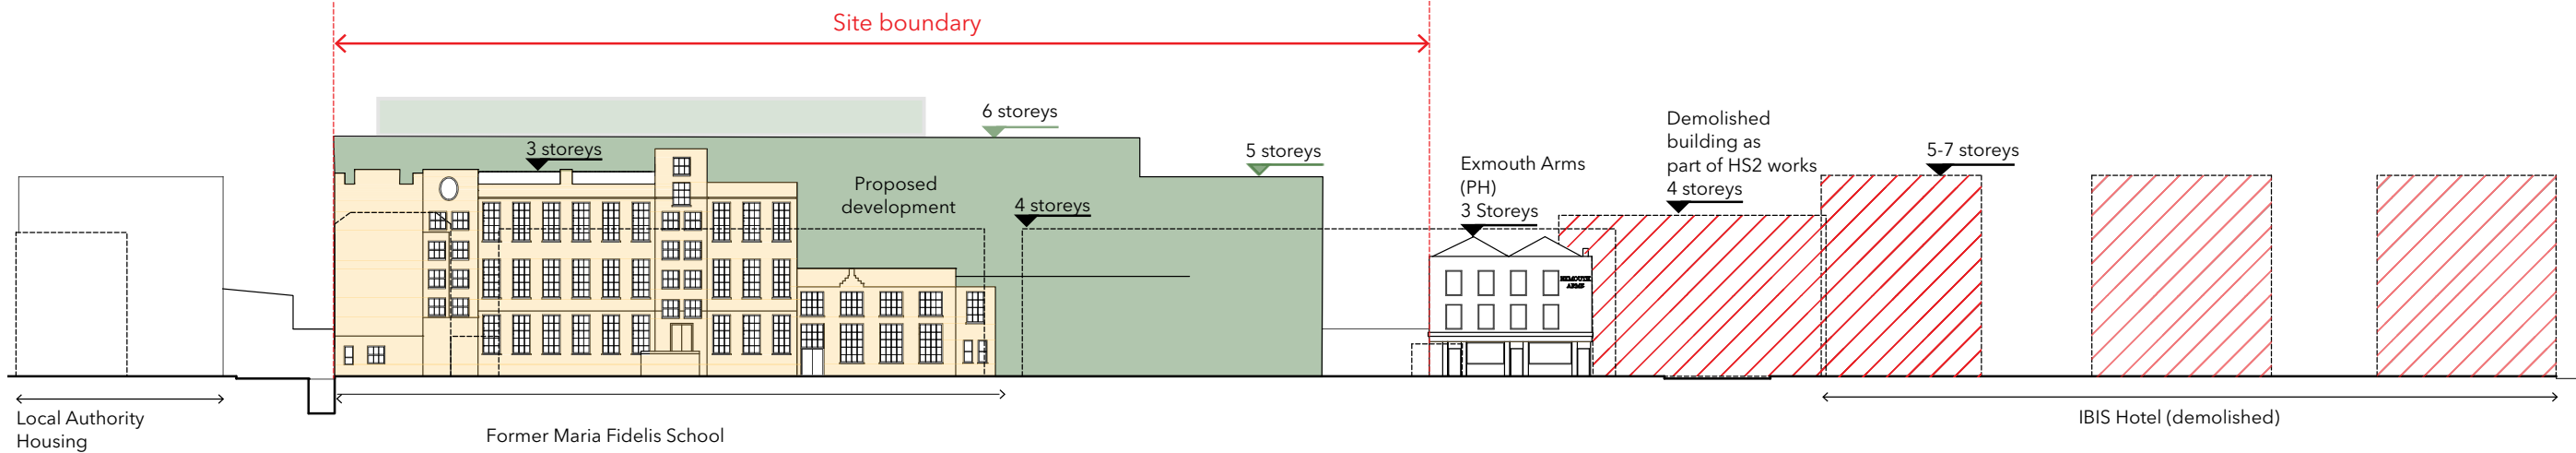 Site boundary
6 storeys
3 storeys
5 storeys
Proposed
development
4 storeys
Exmouth Arms
(PH)
3 Storeys
EXMOUTH
ARMS
Demolished
building as
part of HS2 works
4 storeys
5-7 storeys
Local Authority
Housing
Former Maria Fidelis School
IBIS Hotel (demolished)